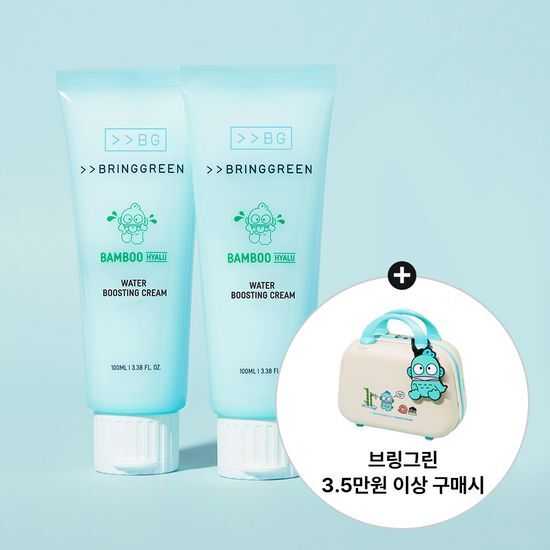 >>BG
>>BRINGGREEN
BAMBOO HYALU
WATER
BOOSTING CREAM
100ML I 3.38 FL. OZ.
>>BG
>>BRINGGREEN
BAMBOO HYALU
WATER
BOOSTING CREAM
100ML I 3.38 FL.
브링그린
3.5만원 이상 구매시